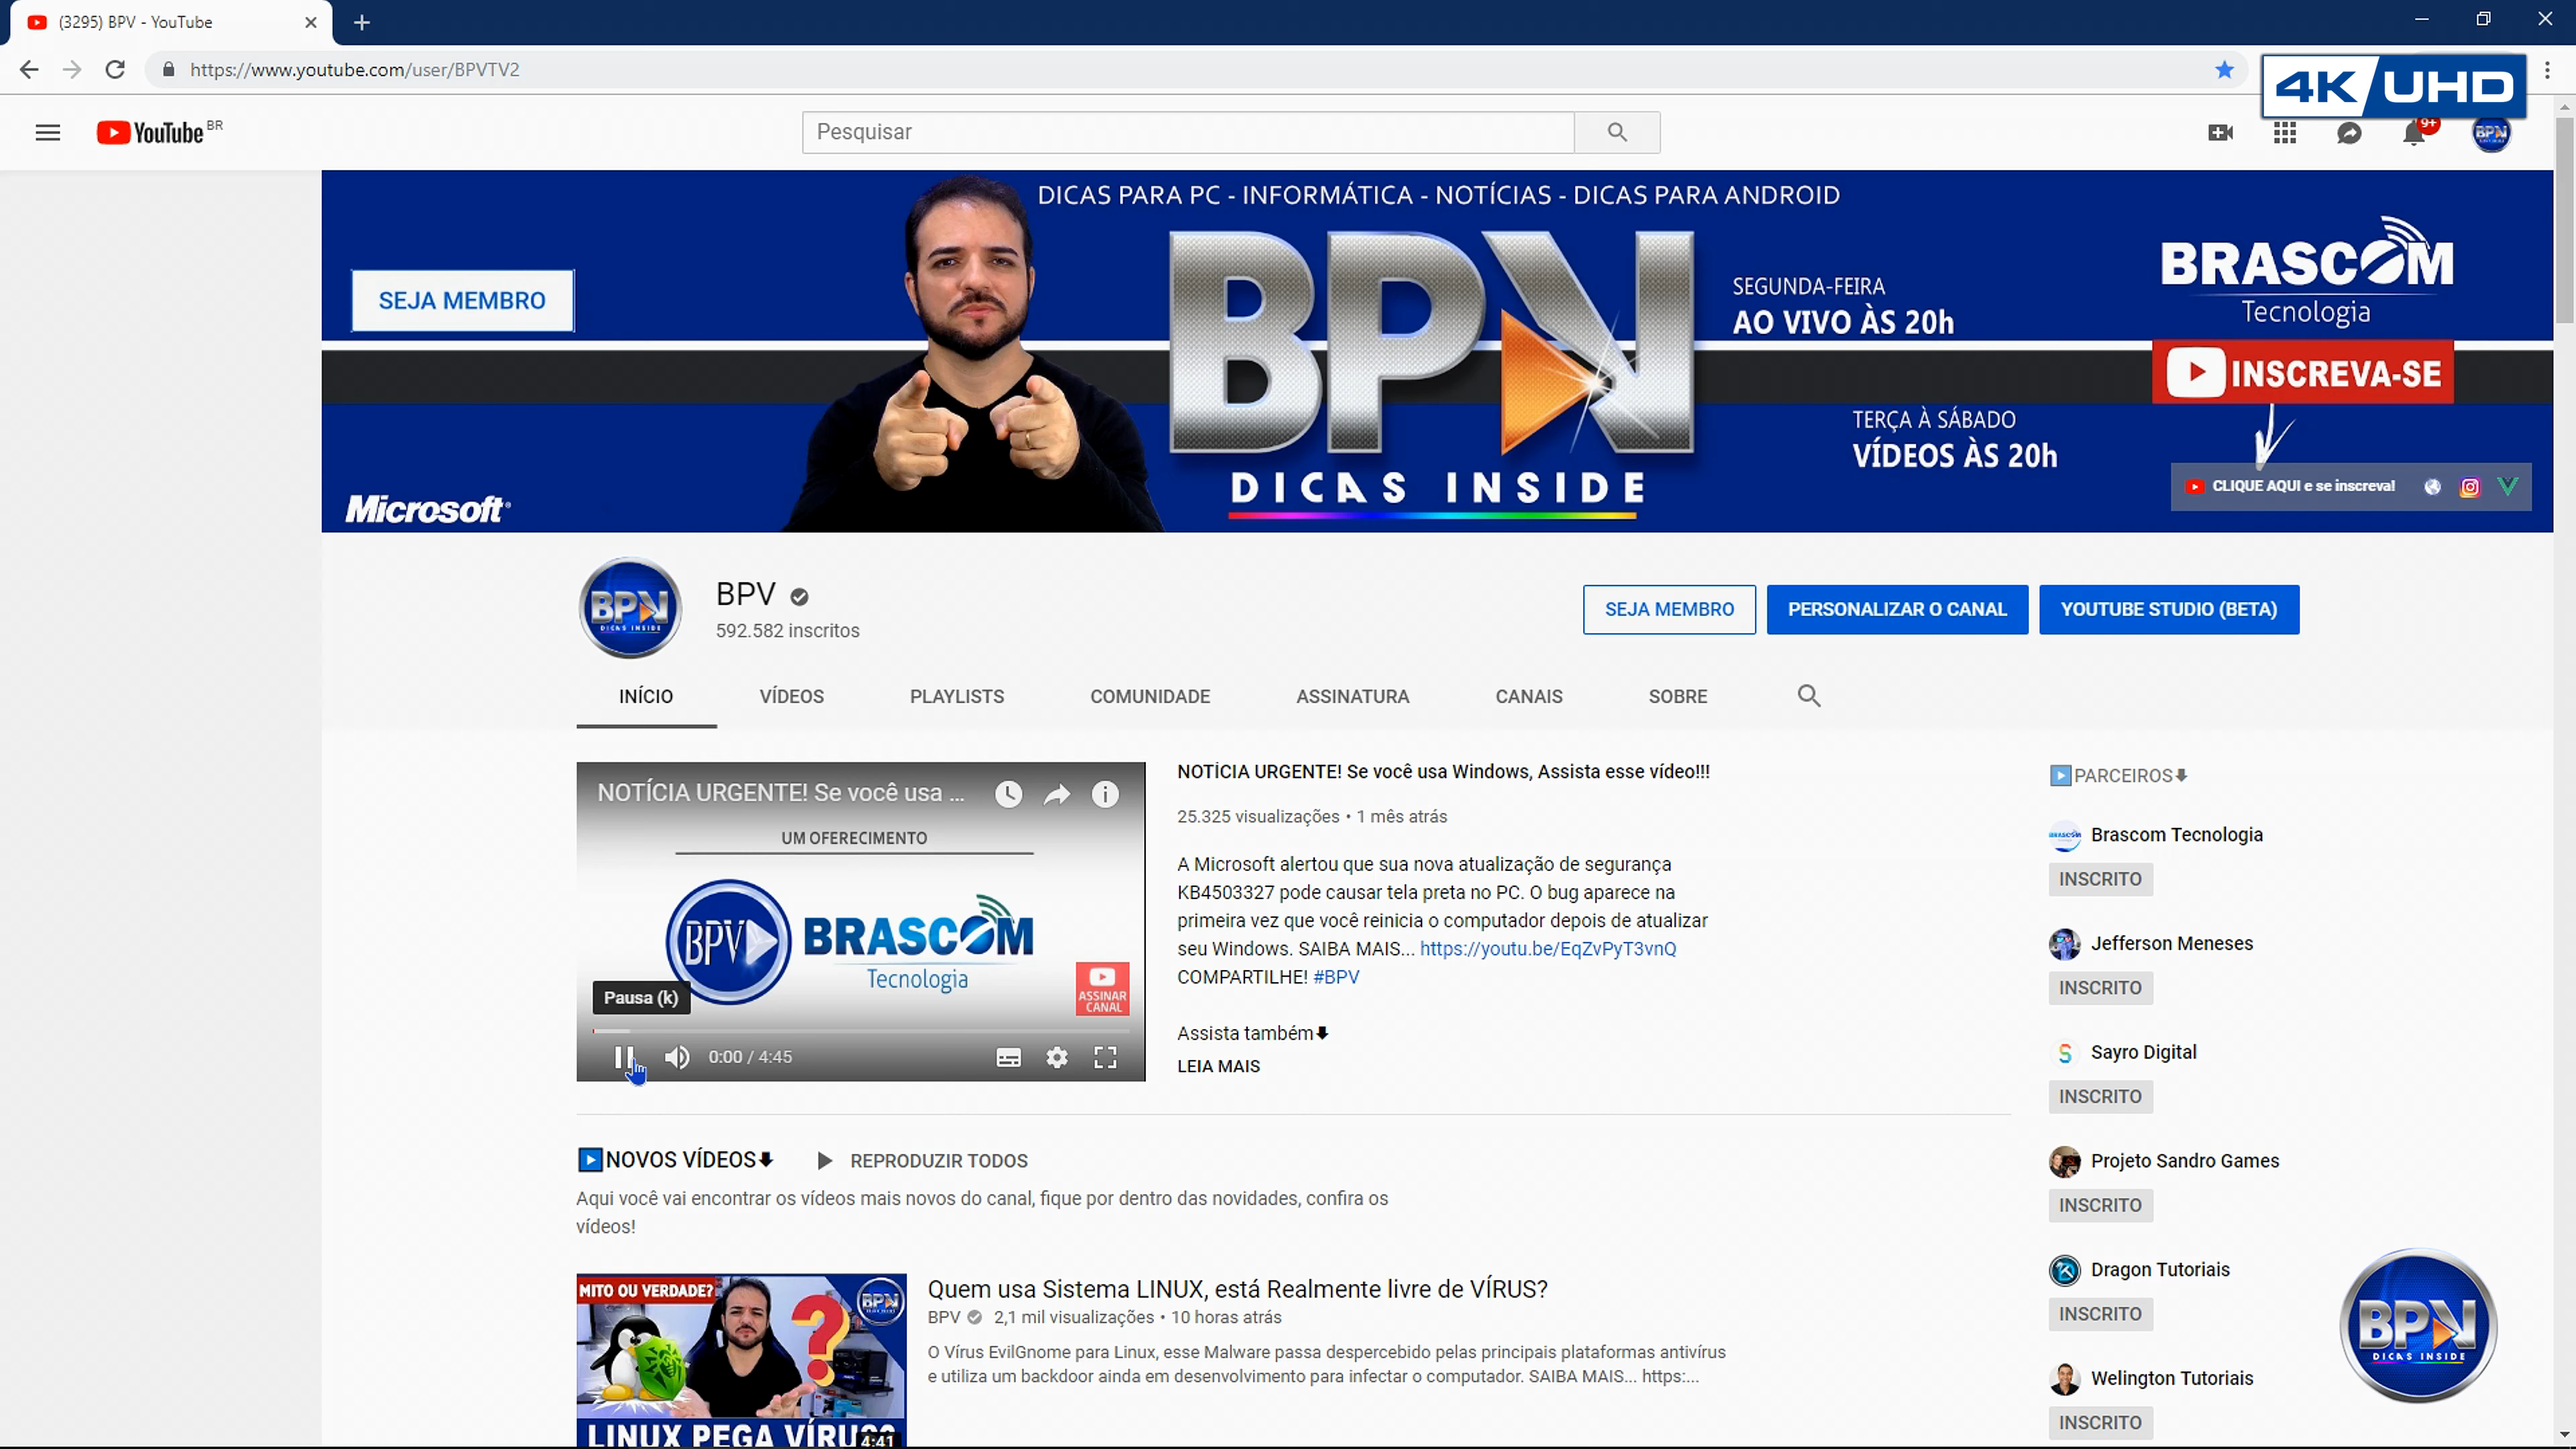 (3295) BPV - YouTube
https://www.youtube.com/user/BPVTV2
4K UHD
YouTube BR
Pesquisar
9+
BPV
DICAS PARA PC - INFORMÁTICA - NOTÍCIAS - DICAS PARA ANDROID
SEJA MEMBRO
BPV
DICAS INSIDE
SEGUNDA-FEIRA
AO VIVO ÀS 20h
TERÇA À SÁBADO
VÍDEOS ÀS 20h
BRASCOM
Tecnologia
INSCREVA-SE
CLIQUE AQUI e se inscreva!
Microsoft
BPV
DICAS INSIDE
BPV
592.582 inscritos
SEJA MEMBRO
PERSONALIZAR O CANAL
YOUTUBE STUDIO (BETA)
INÍCIO
VÍDEOS
PLAYLISTS
COMUNIDADE
ASSINATURA
CANAIS
SOBRE
NOTÍCIA URGENTE! Se você usa ...
UM OFERECIMENTO
BPV
BRASCOM
Tecnologia
ASSINAR
CANAL
Pausa (k)
0:00 / 4:45
NOTÍCIA URGENTE! Se você usa Windows, Assista esse vídeo!!!
25.325 visualizações • 1 mês atrás
A Microsoft alertou que sua nova atualização de segurança
KB4503327 pode causar tela preta no PC. O bug aparece na
primeira vez que você reinicia o computador depois de atualizar
seu Windows. SAIBA MAIS... https://youtu.be/EqZvPyT3vnQ
COMPARTILHE! #BPV
Assista também⬇
LEIA MAIS
▶PARCEIROS⬇
Brascom Tecnologia
INSCRITO
Jefferson Meneses
INSCRITO
Sayro Digital
INSCRITO
Projeto Sandro Games
INSCRITO
Dragon Tutoriais
INSCRITO
Welington Tutoriais
INSCRITO
▶NOVOS VÍDEOS⬇
REPRODUZIR TODOS
Aqui você vai encontrar os vídeos mais novos do canal, fique por dentro das novidades, confira os
vídeos!
MITO OU VERDADE?
BPV
LINUX PEGA VÍRUS?
4:41
Quem usa Sistema LINUX, está Realmente livre de VÍRUS?
BPV 2,1 mil visualizações • 10 horas atrás
O Vírus EvilGnome para Linux, esse Malware passa despercebido pelas principais plataformas antivírus
e utiliza um backdoor ainda em desenvolvimento para infectar o computador. SAIBA MAIS... https:...
BPV
DICAS INSIDE